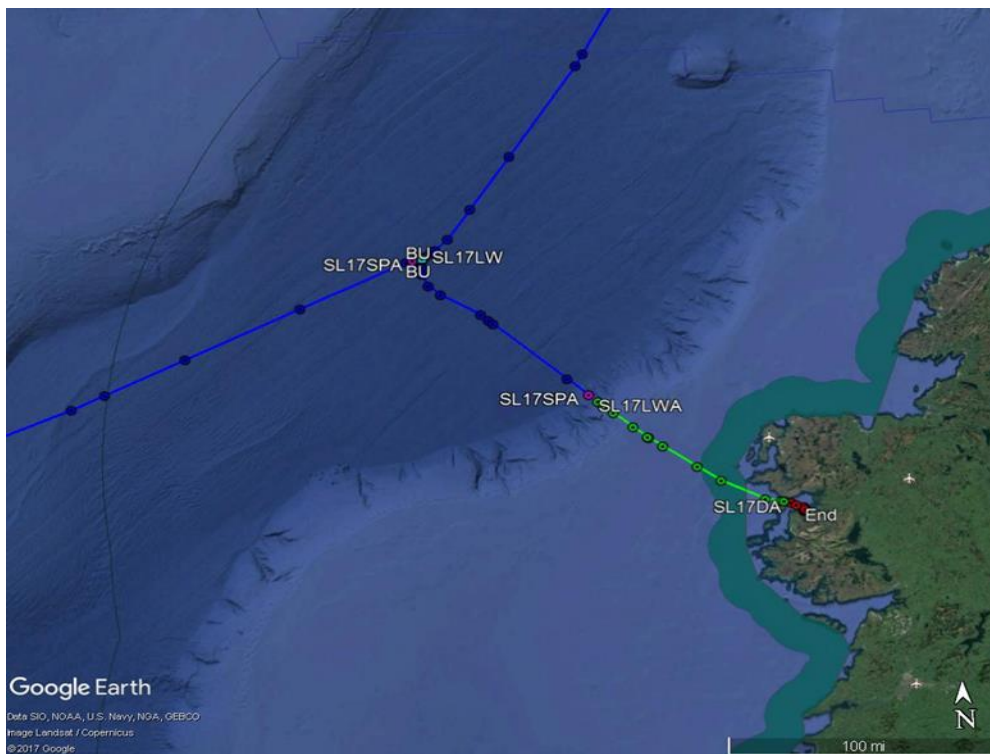 BU
SL17SPA
SL17LW
BU
SL17SPA
SL17LWA
SL17DA
End
Google Earth
Data SIO, NOAA, U.S. Navy, NGA, GEBCO
Image Landsat / Copernicus
© 2017 Google
N
100 mi